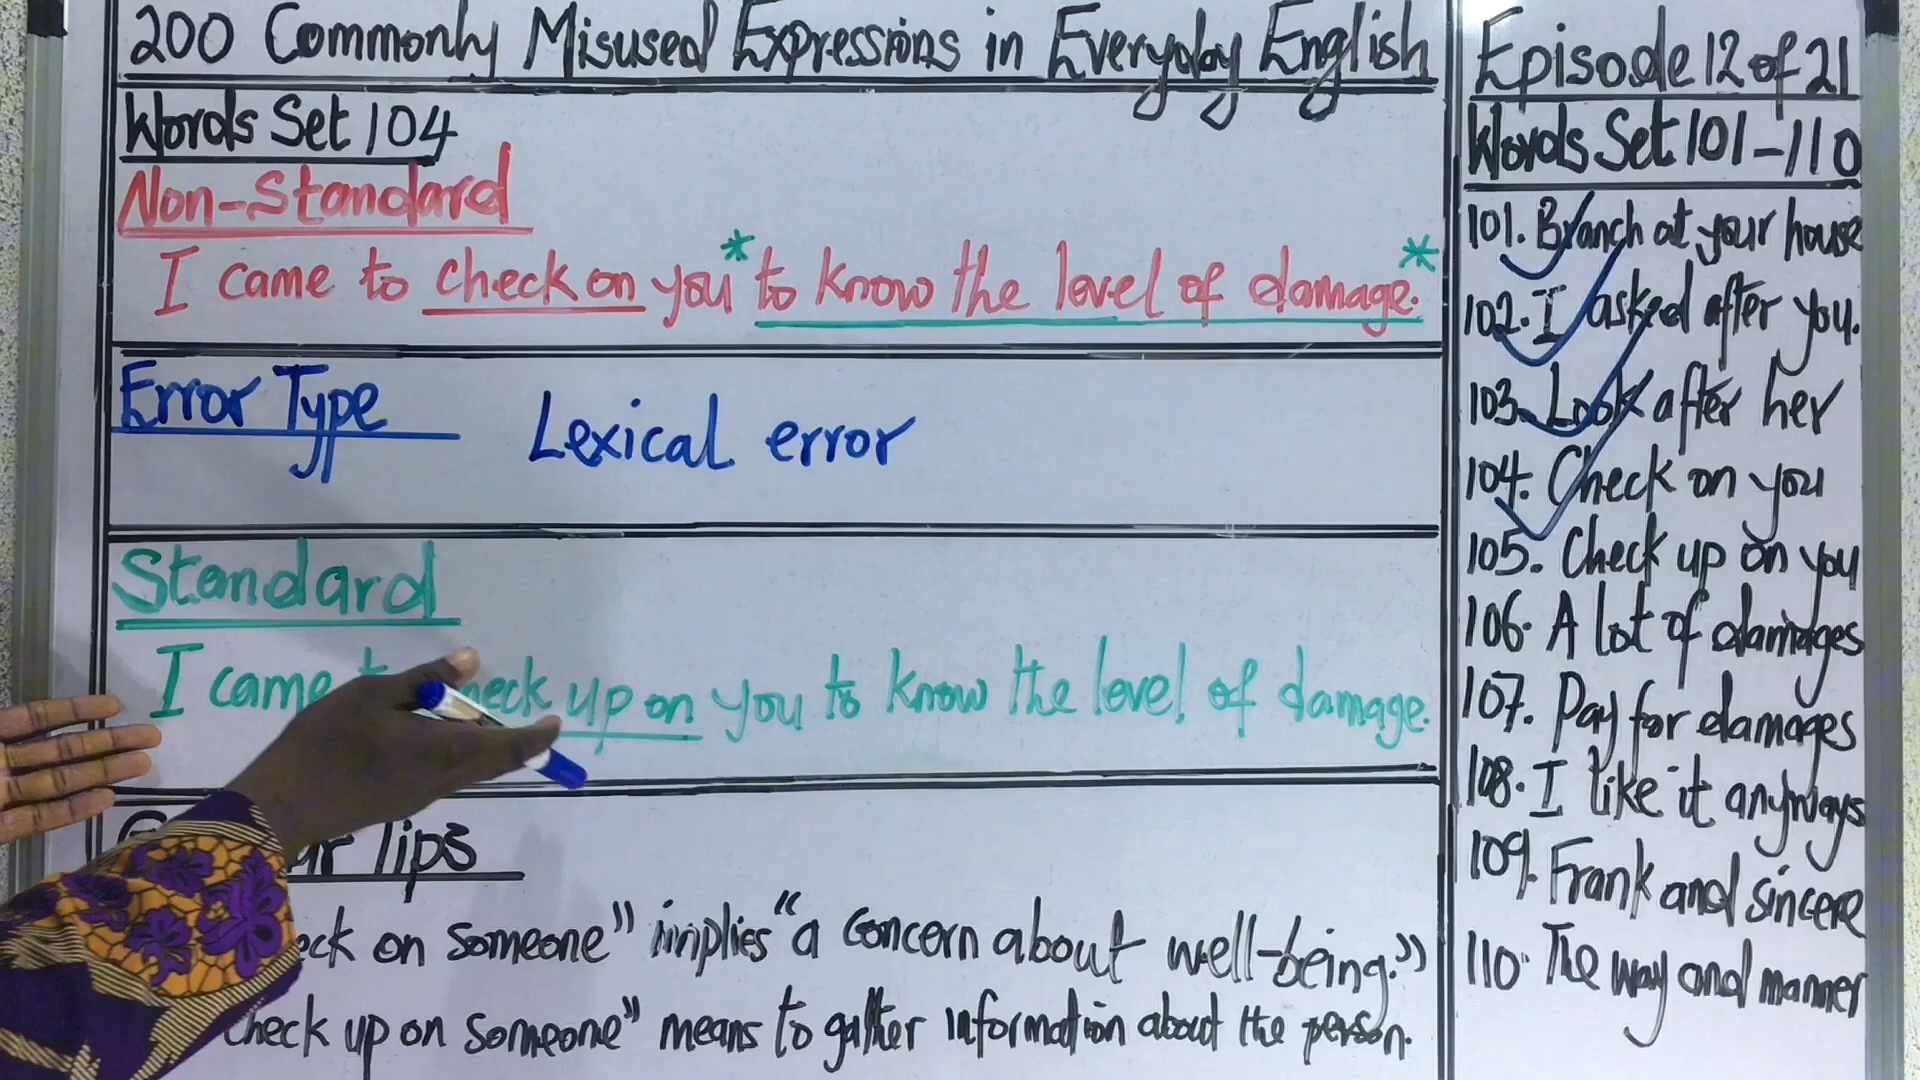 200 Commonly Misused Expressions in Everyday English
Words Set 104
Non-Standard
I came to check on you* to know the level of damage.*
Error Type
Lexical error
Standard
I came up on you to know the level of damage.
Tips
on someone" implies "a concern about well-being."
check up on someone" means to gather information about the person.
Episode 12 of 21
Words Set 101-110
101. Branch at your house
102. I asked after you.
103. Look after her
104. Check on you
105. Check up on you
106. A lot of damages
107. Pay for damages
108. I like it anyways
109. Frank and sincere
110. The way and manner